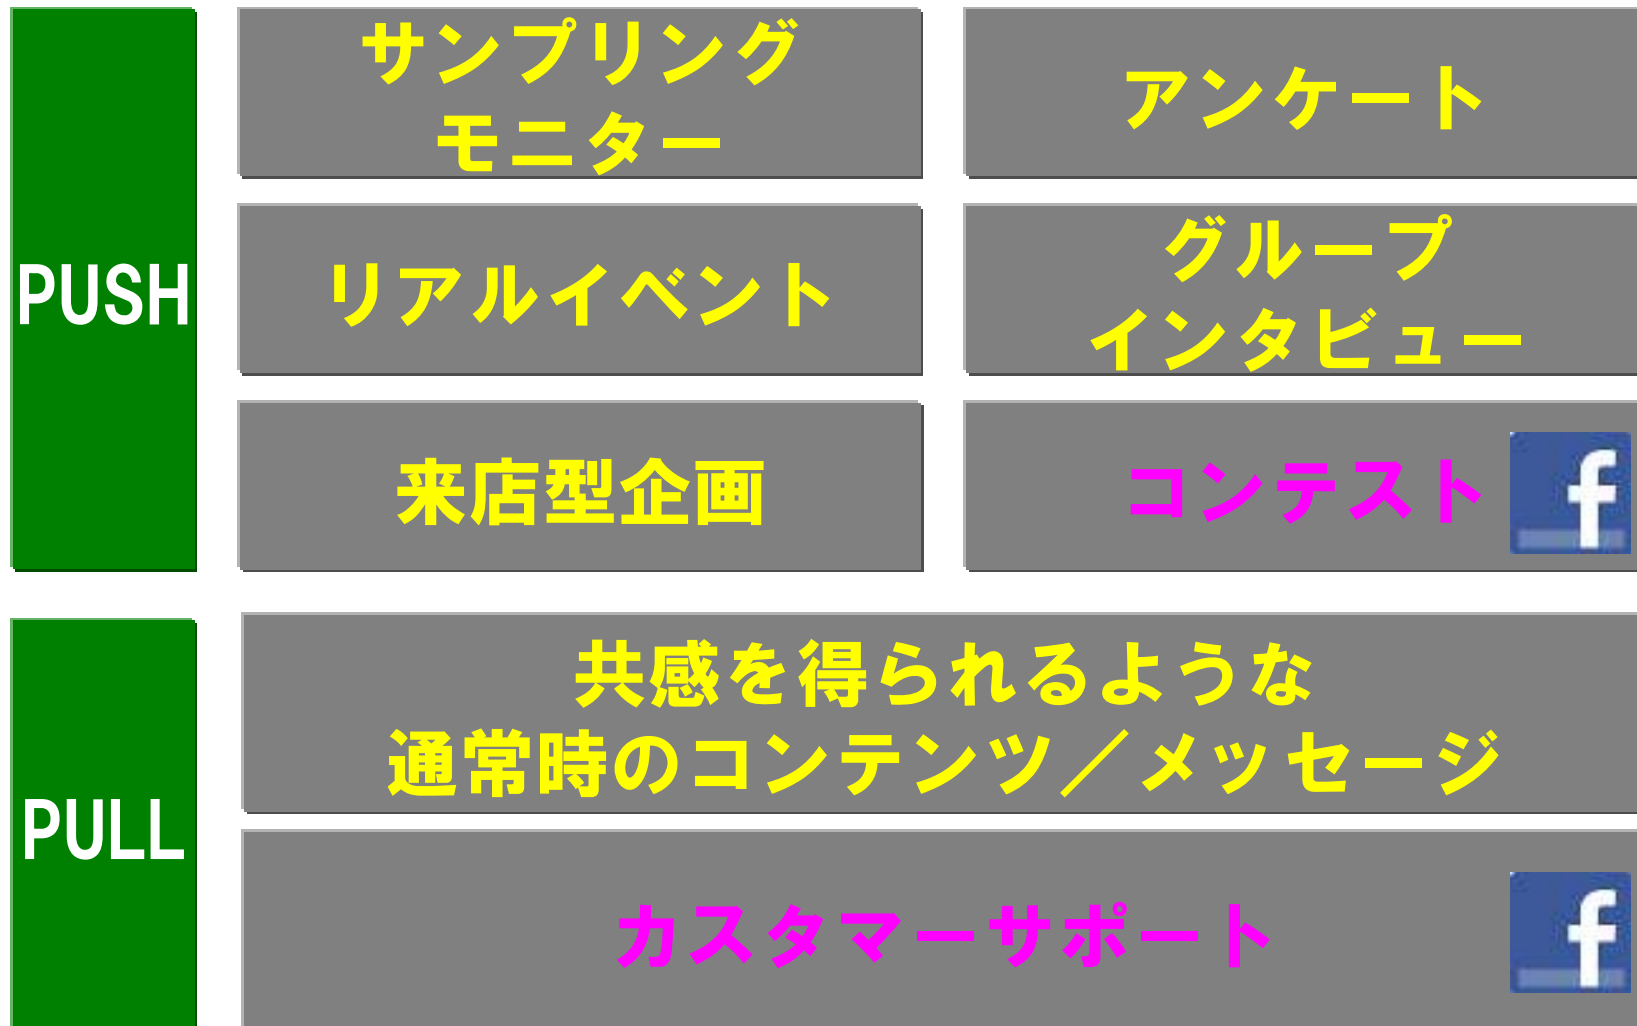 PUSH
サンプリング
モニター
アンケート
リアルイベント
グループ
インタビュー
来店型企画
コンテスト
f
PULL
共感を得られるような
通常時のコンテンツ／メッセージ
カスタマーサポート
f